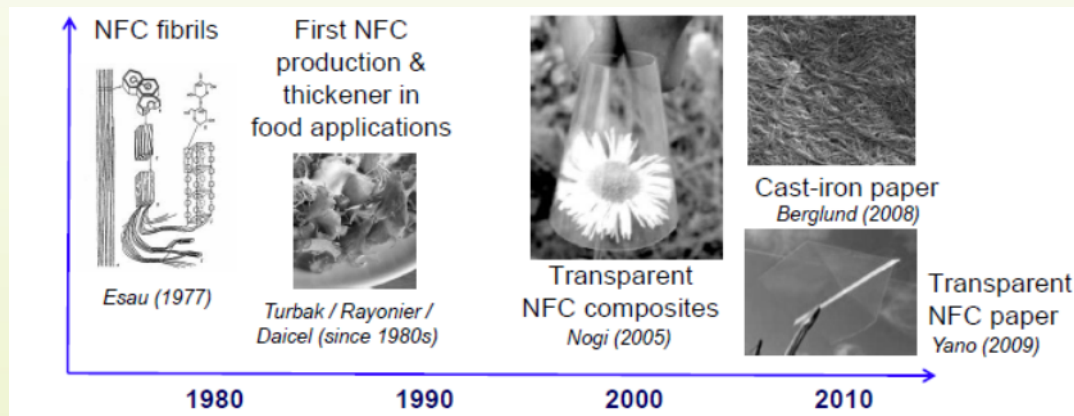 NFC fibrils
Esau (1977)
First NFC
production &
thickener in
food applications
Turbak / Rayonier /
Daicel (since 1980s)
Transparent
NFC composites
Nogi (2005)
Cast-iron paper
Berglund (2008)
Transparent
NFC paper
Yano (2009)
1980 1990 2000 2010